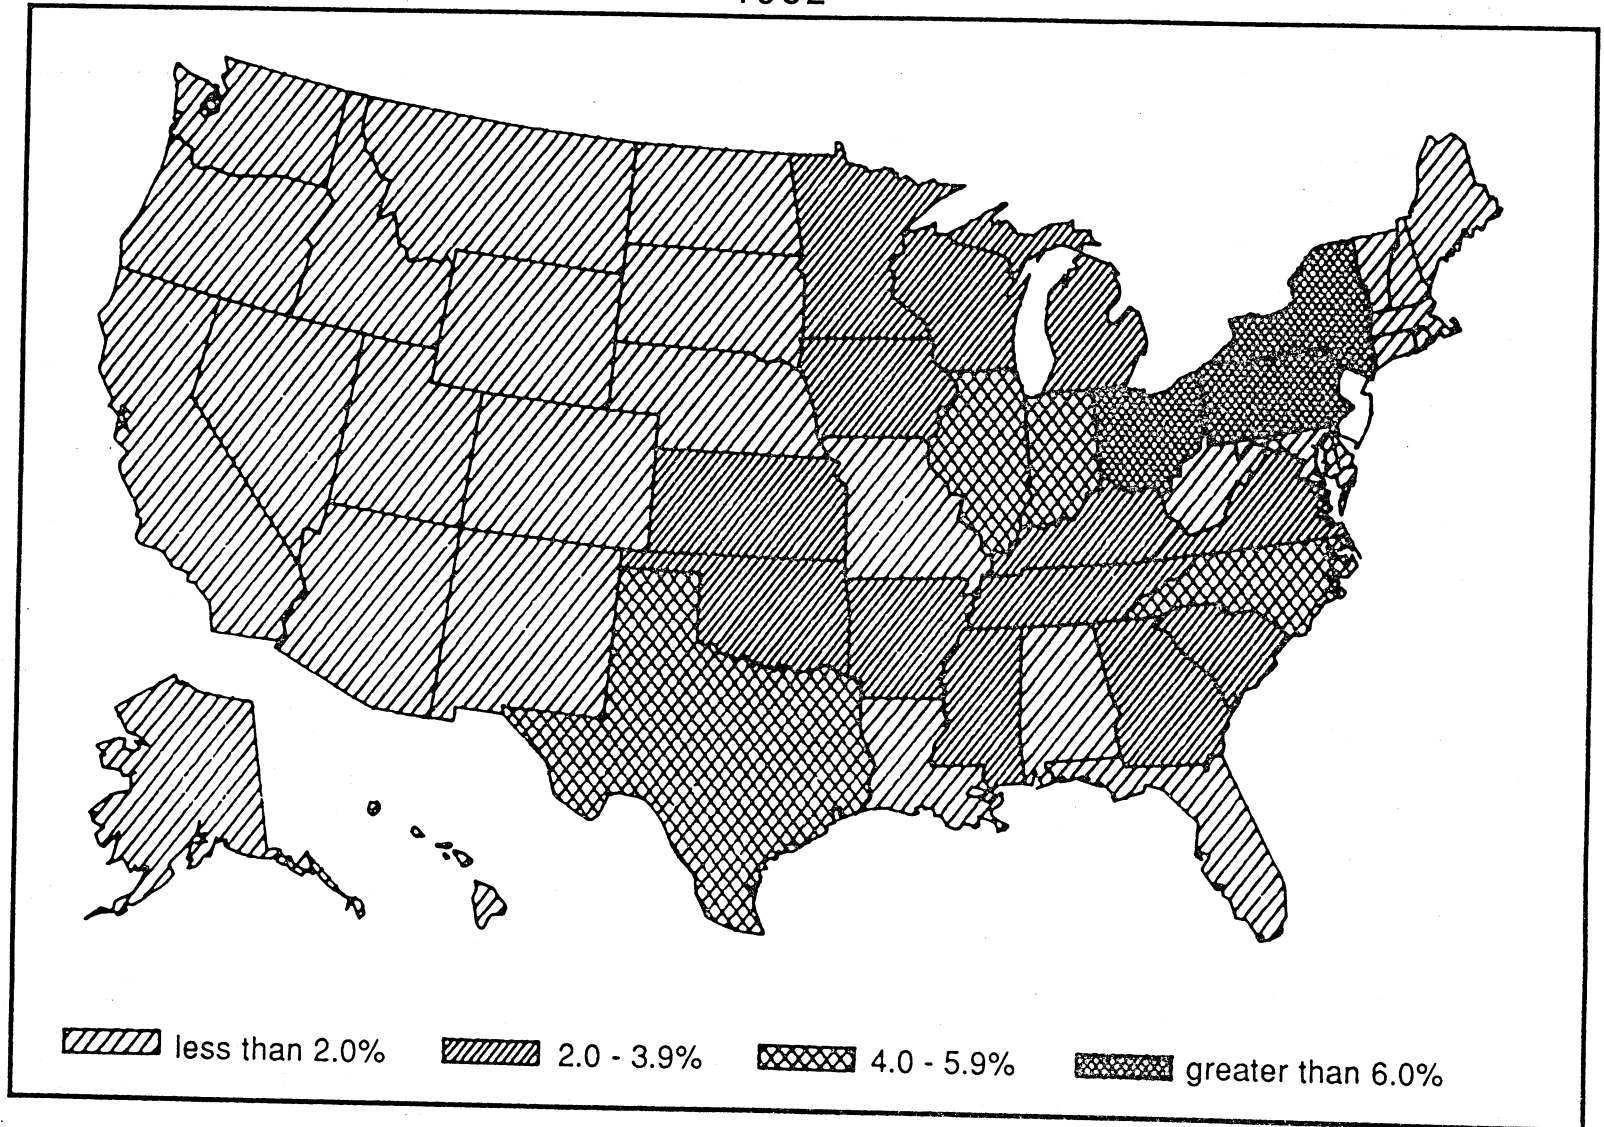 less than 2.0%
2.0 - 3.9%
4.0 - 5.9%
greater than 6.0%